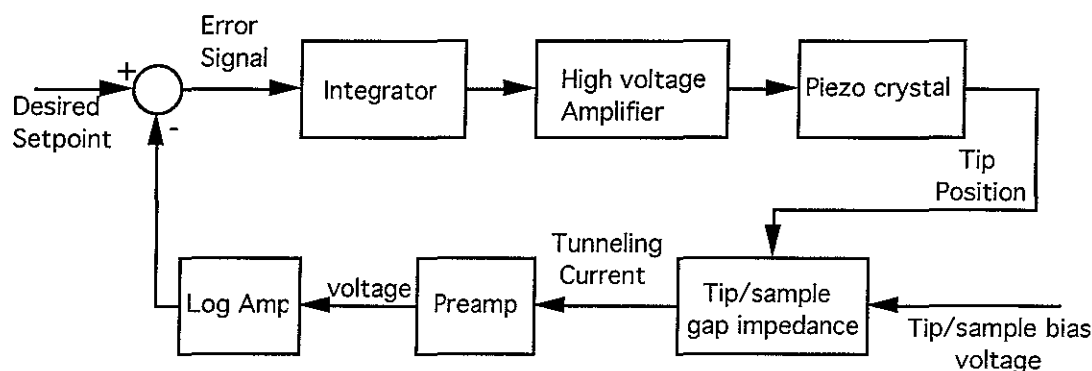 Error
Signal
+
Desired
Setpoint
-
Integrator
High voltage
Amplifier
Piezo crystal
Tip
Position
Tunneling
Current
Log Amp
voltage
Preamp
Tip/sample
gap impedance
Tip/sample bias
voltage